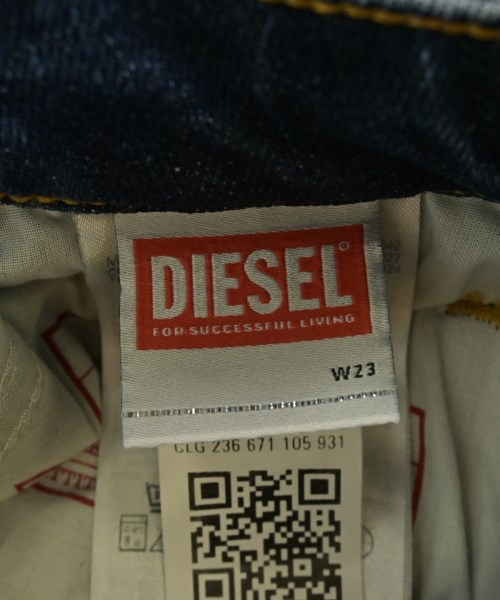 DIESEL®
FOR SUCCESSFUL LIVING
W23
CLG 236 671 105 931